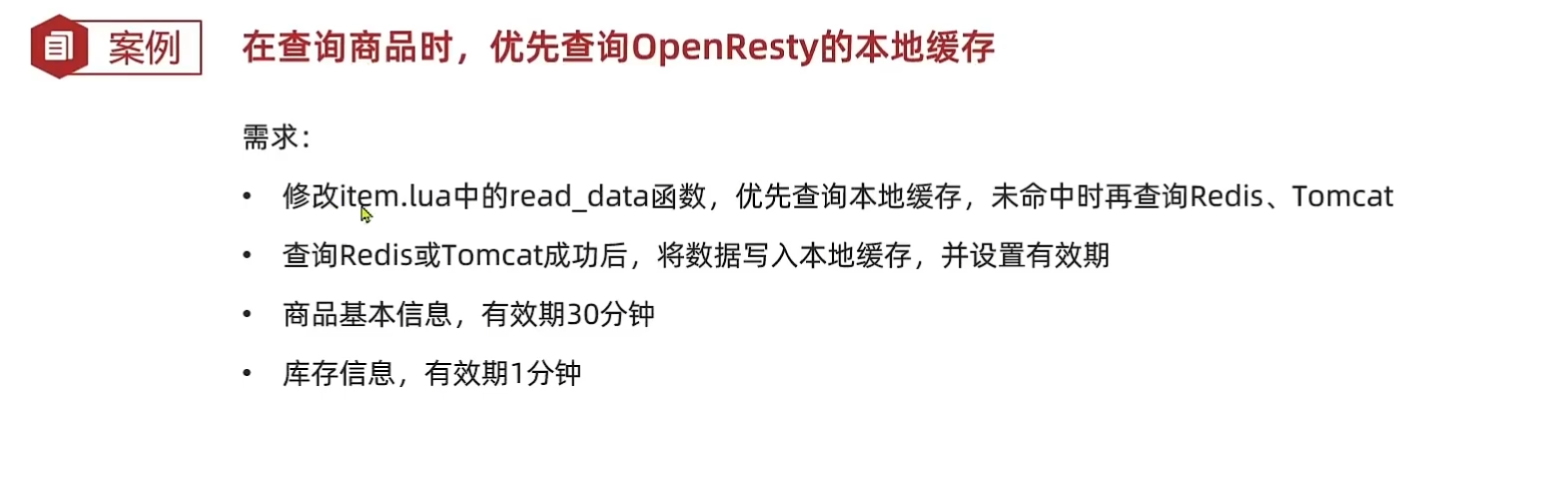 案例 在查询商品时，优先查询OpenResty的本地缓存
需求：
• 修改item.lua中的read_data函数，优先查询本地缓存，未命中时再查询Redis、Tomcat
• 查询Redis或Tomcat成功后，将数据写入本地缓存，并设置有效期
• 商品基本信息，有效期30分钟
• 库存信息，有效期1分钟